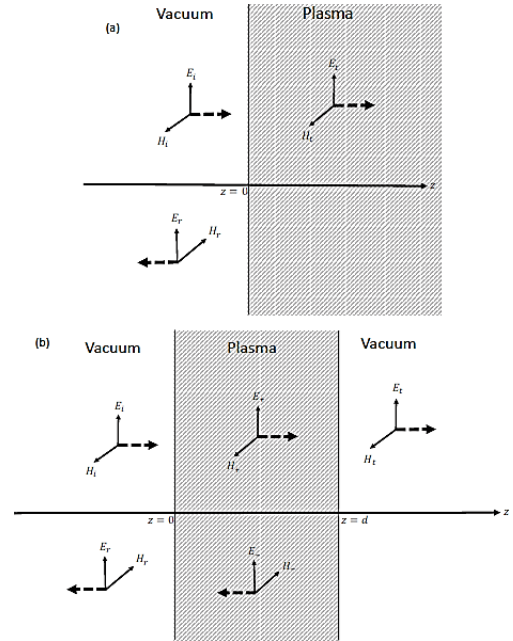 (a)
Vacuum Plasma
E_i E_t
H_i H_t
z = 0 z
E_r H_r
(b)
Vacuum Plasma Vacuum
E_i E_+ E_t
H_i H_+ H_t
z = 0 z = d z
E_r H_r E_- H_-